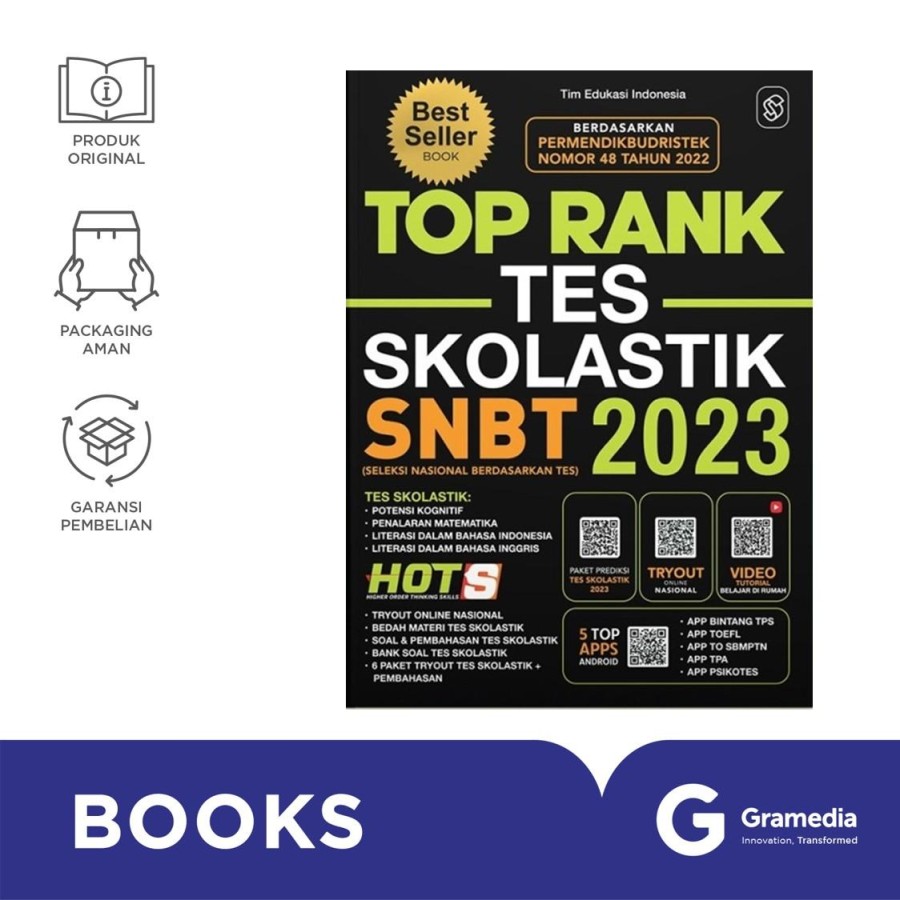 PRODUK
ORIGINAL
PACKAGING
AMAN
GARANSI
PEMBELIAN
Best
Seller
BOOK
Tim Edukasi Indonesia
BERDASARKAN
PERMENDIKBUDRISTEK
NOMOR 48 TAHUN 2022
TOP RANK
TES
SKOLASTIK
SNBT 2023
(SELEKSI NASIONAL BERDASARKAN TES)
TES SKOLASTIK:
• POTENSI KOGNITIF
• PENALARAN MATEMATIKA
• LITERASI DALAM BAHASA INDONESIA
• LITERASI DALAM BAHASA INGGRIS
HOTS
HIGHER ORDER THINKING SKILLS
• TRYOUT ONLINE NASIONAL
• BEDAH MATERI TES SKOLASTIK
• SOAL & PEMBAHASAN TES SKOLASTIK
• BANK SOAL TES SKOLASTIK
• 6 PAKET TRYOUT TES SKOLASTIK +
PEMBAHASAN
PAKET PREDIKSI
TES SKOLASTIK
2023
TRYOUT
ONLINE
NASIONAL
VIDEO
TUTORIAL
BELAJAR DI RUMAH
5 TOP
APPS
ANDROID
• APP BINTANG TPS
• APP TOEFL
• APP TO SBMPTN
• APP TPA
• APP PSIKOTES
BOOKS
G Gramedia
Innovation, Transformed